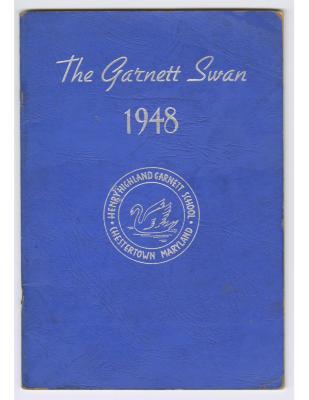 The Garnett Swan
1948
HENRY HIGHLAND GARNETT SCHOOL
• CHESTERTOWN MARYLAND •